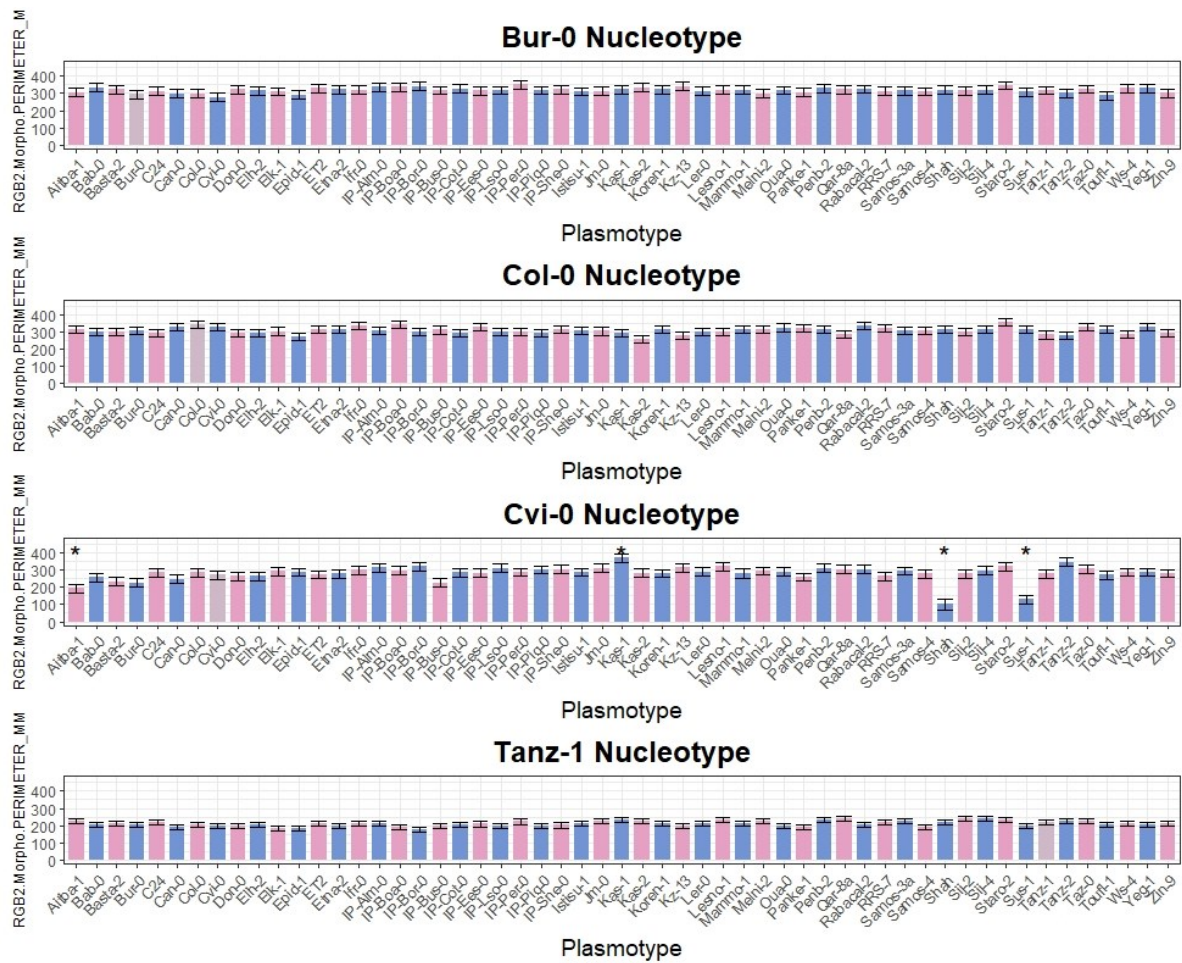 Bur-0 Nucleotype
RGB2.Morpho.PERIMETER_M
400
300
200
100
0
Aitba-1 Bab-0 Basta-2 Bur-0 C24 Can-0 Col-0 Cvi-0 Don-0 Elh-2 Elk-1 Epid-1 ET2 Etna-2 Ifr-0 IP-Alm-0 IP-Boa-0 IP-Bor-0 IP-Bus-0 IP-Cot-0 IP-Ees-0 IP-Lso-0 IP-Per-0 IP-Piq-0 IP-Sne-0 Istisu-1 Jm-0 Kas-1 Kas-2 Koren-1 Kz-13 Ler-0 Lesno-1 Mammo-1 Melni-2 Oua-0 Panke-1 Penb-2 Qar-8a Rabacal-2 RRS-7 Samos-3a Samos-4 Shah Sij-2 Sij-4 Staro-2 Sus-1 Tanz-1 Tanz-2 Taz-0 Toufl-1 Ws-4 Yeg-1 Zin-9
Plasmotype
Col-0 Nucleotype
RGB2.Morpho.PERIMETER_MM
400
300
200
100
0
Aitba-1 Bab-0 Basta-2 Bur-0 C24 Can-0 Col-0 Cvi-0 Don-0 Elh-2 Elk-1 Epid-1 ET2 Etna-2 Ifr-0 IP-Alm-0 IP-Boa-0 IP-Bor-0 IP-Bus-0 IP-Cot-0 IP-Ees-0 IP-Lso-0 IP-Per-0 IP-Piq-0 IP-Sne-0 Istisu-1 Jm-0 Kas-1 Kas-2 Koren-1 Kz-13 Ler-0 Lesno-1 Mammo-1 Melni-2 Oua-0 Panke-1 Penb-2 Qar-8a Rabacal-2 RRS-7 Samos-3a Samos-4 Shah Sij-2 Sij-4 Staro-2 Sus-1 Tanz-1 Tanz-2 Taz-0 Toufl-1 Ws-4 Yeg-1 Zin-9
Plasmotype
Cvi-0 Nucleotype
RGB2.Morpho.PERIMETER_MM
* * * *
400
300
200
100
0
Aitba-1 Bab-0 Basta-2 Bur-0 C24 Can-0 Col-0 Cvi-0 Don-0 Elh-2 Elk-1 Epid-1 ET2 Etna-2 Ifr-0 IP-Alm-0 IP-Boa-0 IP-Bor-0 IP-Bus-0 IP-Cot-0 IP-Ees-0 IP-Lso-0 IP-Per-0 IP-Piq-0 IP-Sne-0 Istisu-1 Jm-0 Kas-1 Kas-2 Koren-1 Kz-13 Ler-0 Lesno-1 Mammo-1 Melni-2 Oua-0 Panke-1 Penb-2 Qar-8a Rabacal-2 RRS-7 Samos-3a Samos-4 Shah Sij-2 Sij-4 Staro-2 Sus-1 Tanz-1 Tanz-2 Taz-0 Toufl-1 Ws-4 Yeg-1 Zin-9
Plasmotype
Tanz-1 Nucleotype
RGB2.Morpho.PERIMETER_MM
400
300
200
100
0
Aitba-1 Bab-0 Basta-2 Bur-0 C24 Can-0 Col-0 Cvi-0 Don-0 Elh-2 Elk-1 Epid-1 ET2 Etna-2 Ifr-0 IP-Alm-0 IP-Boa-0 IP-Bor-0 IP-Bus-0 IP-Cot-0 IP-Ees-0 IP-Lso-0 IP-Per-0 IP-Piq-0 IP-Sne-0 Istisu-1 Jm-0 Kas-1 Kas-2 Koren-1 Kz-13 Ler-0 Lesno-1 Mammo-1 Melni-2 Oua-0 Panke-1 Penb-2 Qar-8a Rabacal-2 RRS-7 Samos-3a Samos-4 Shah Sij-2 Sij-4 Staro-2 Sus-1 Tanz-1 Tanz-2 Taz-0 Toufl-1 Ws-4 Yeg-1 Zin-9
Plasmotype